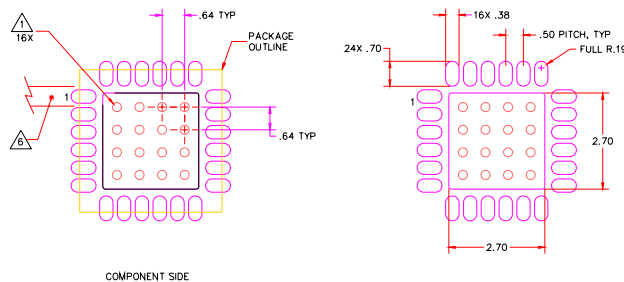 1
16X
.64 TYP
PACKAGE
OUTLINE
1
6
.64 TYP
COMPONENT SIDE
16X .38
.50 PITCH, TYP
24X .70
FULL R.19
1
2.70
2.70